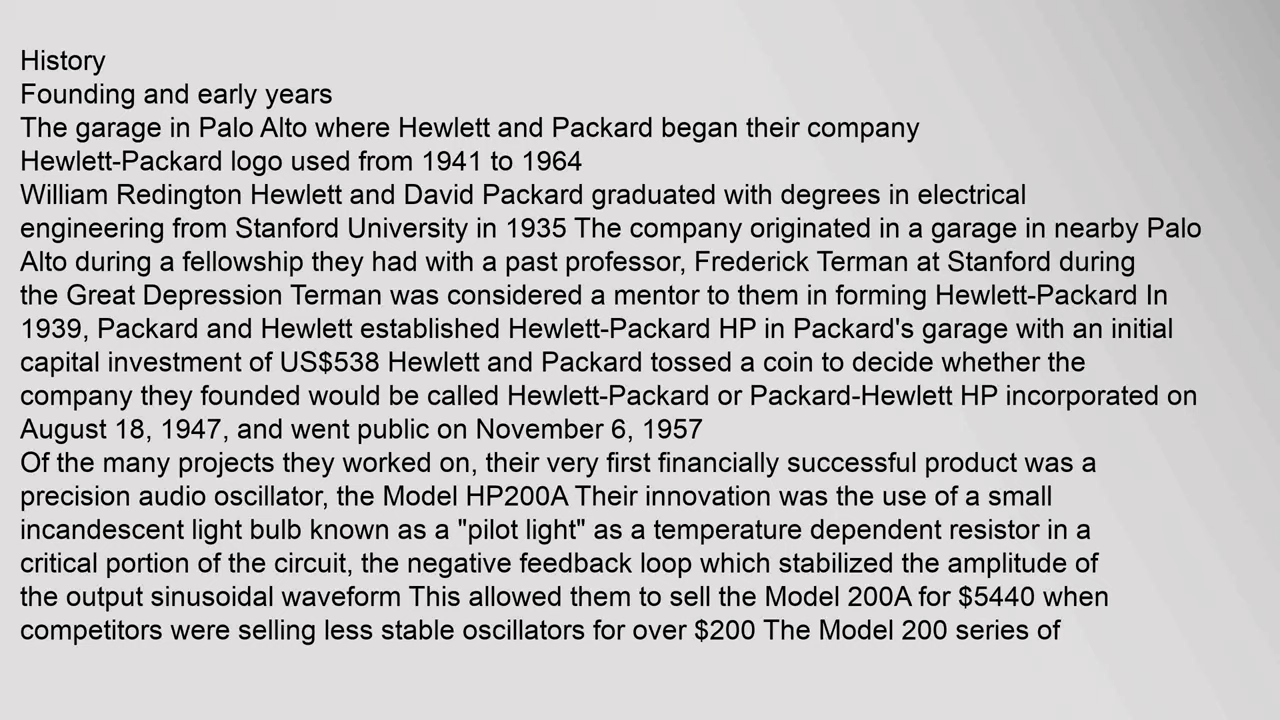 History
Founding and early years
The garage in Palo Alto where Hewlett and Packard began their company
Hewlett-Packard logo used from 1941 to 1964
William Redington Hewlett and David Packard graduated with degrees in electrical
engineering from Stanford University in 1935 The company originated in a garage in nearby Palo
Alto during a fellowship they had with a past professor, Frederick Terman at Stanford during
the Great Depression Terman was considered a mentor to them in forming Hewlett-Packard In
1939, Packard and Hewlett established Hewlett-Packard HP in Packard's garage with an initial
capital investment of US$538 Hewlett and Packard tossed a coin to decide whether the
company they founded would be called Hewlett-Packard or Packard-Hewlett HP incorporated on
August 18, 1947, and went public on November 6, 1957
Of the many projects they worked on, their very first financially successful product was a
precision audio oscillator, the Model HP200A Their innovation was the use of a small
incandescent light bulb known as a "pilot light" as a temperature dependent resistor in a
critical portion of the circuit, the negative feedback loop which stabilized the amplitude of
the output sinusoidal waveform This allowed them to sell the Model 200A for $5440 when
competitors were selling less stable oscillators for over $200 The Model 200 series of